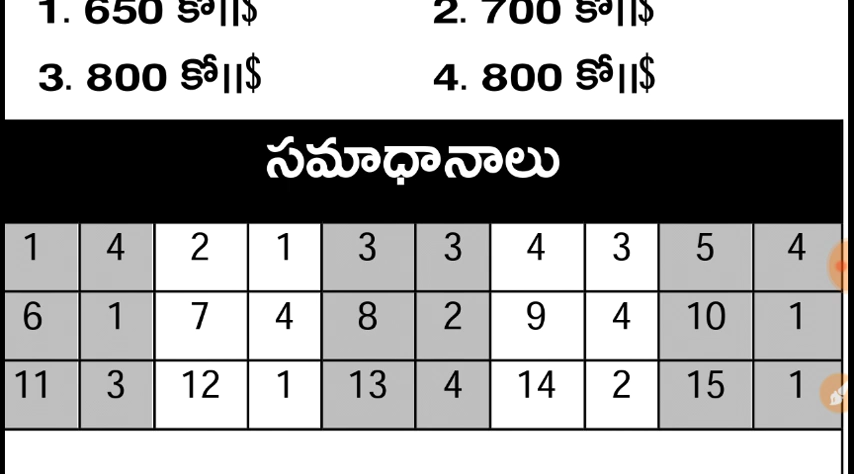 1. 650 కో||$ 2. 700 కో||$
3. 800 కో||$ 4. 800 కో||$
సమాధానాలు
1 4 2 1 3 3 4 3 5 4
6 1 7 4 8 2 9 4 10 1
11 3 12 1 13 4 14 2 15 1